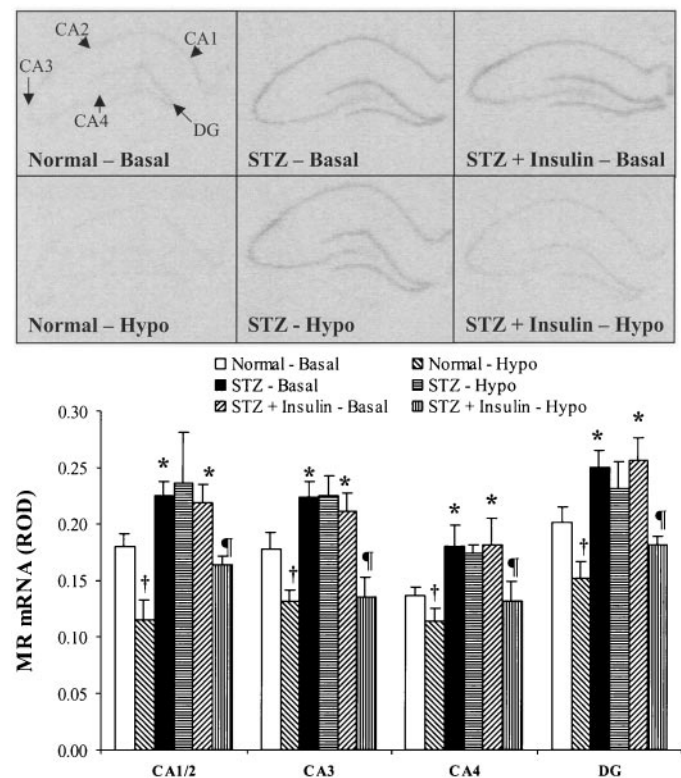 CA2
CA1
CA3
CA4
DG
Normal – Basal
STZ – Basal
STZ + Insulin – Basal
Normal – Hypo
STZ - Hypo
STZ + Insulin – Hypo
Normal - Basal
Normal - Hypo
STZ - Basal
STZ - Hypo
STZ + Insulin - Basal
STZ + Insulin - Hypo
MR mRNA (ROD)
0.30
0.25
0.20
0.15
0.10
0.05
0.00
† * * ¶
† * * ¶
† * * ¶
† * * ¶
CA1/2
CA3
CA4
DG